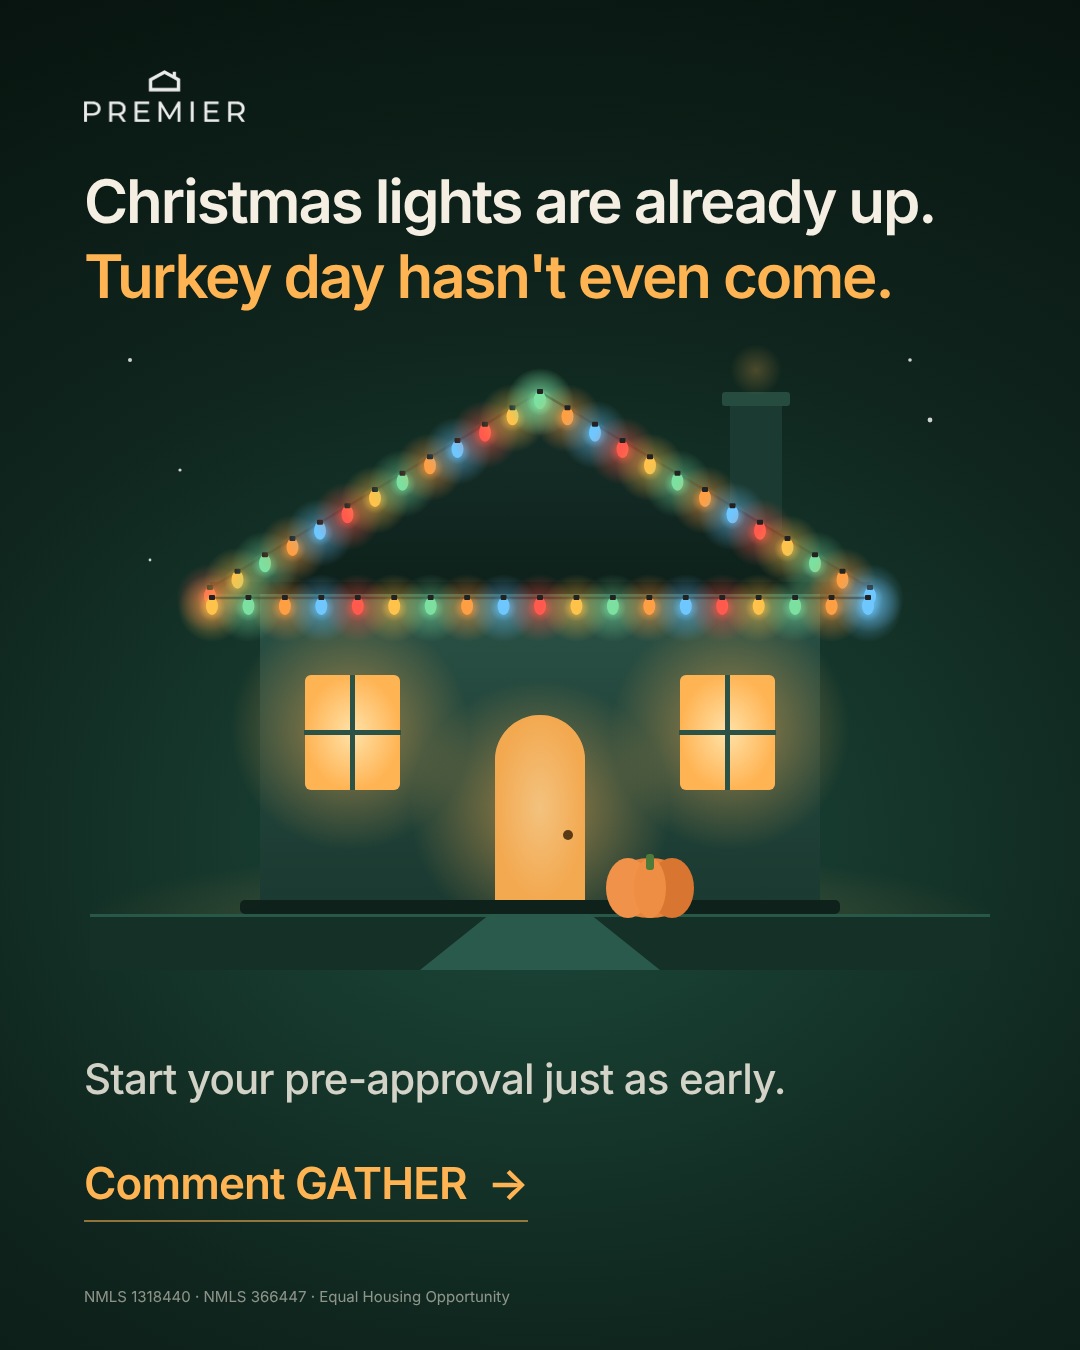 PREMIER
Christmas lights are already up.
Turkey day hasn't even come.
Start your pre-approval just as early.
Comment GATHER →
NMLS 1318440 · NMLS 366447 · Equal Housing Opportunity